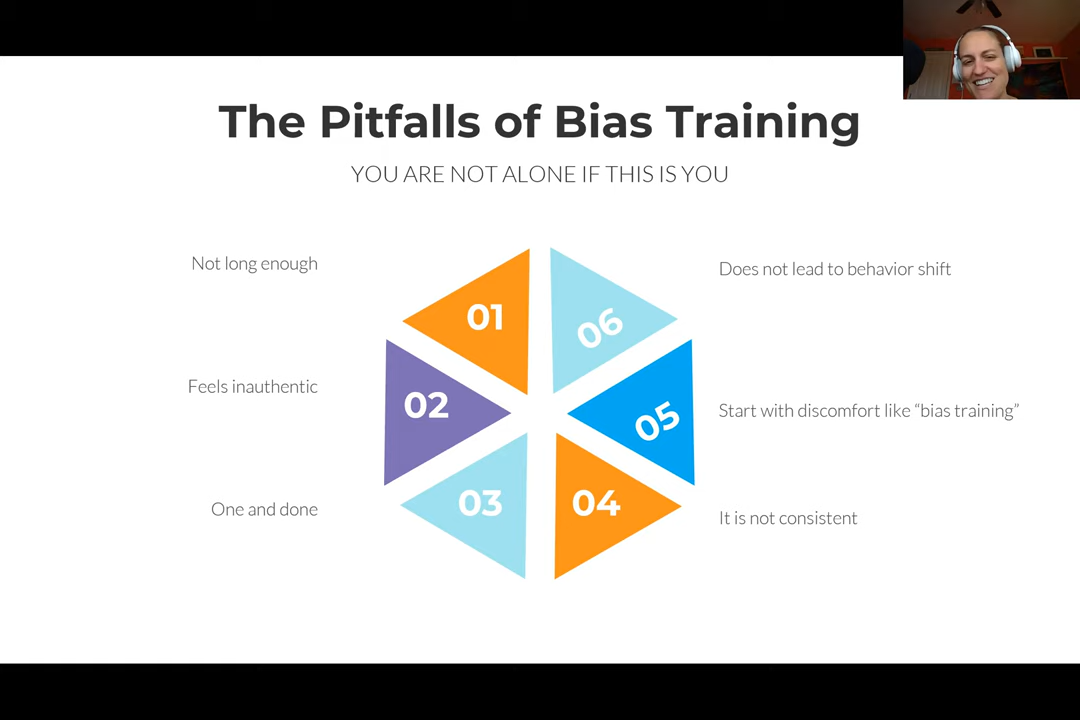 The Pitfalls of Bias Training
YOU ARE NOT ALONE IF THIS IS YOU
Not long enough
01
Feels inauthentic
02
One and done
03
04
It is not consistent
05
Start with discomfort like “bias training”
06
Does not lead to behavior shift